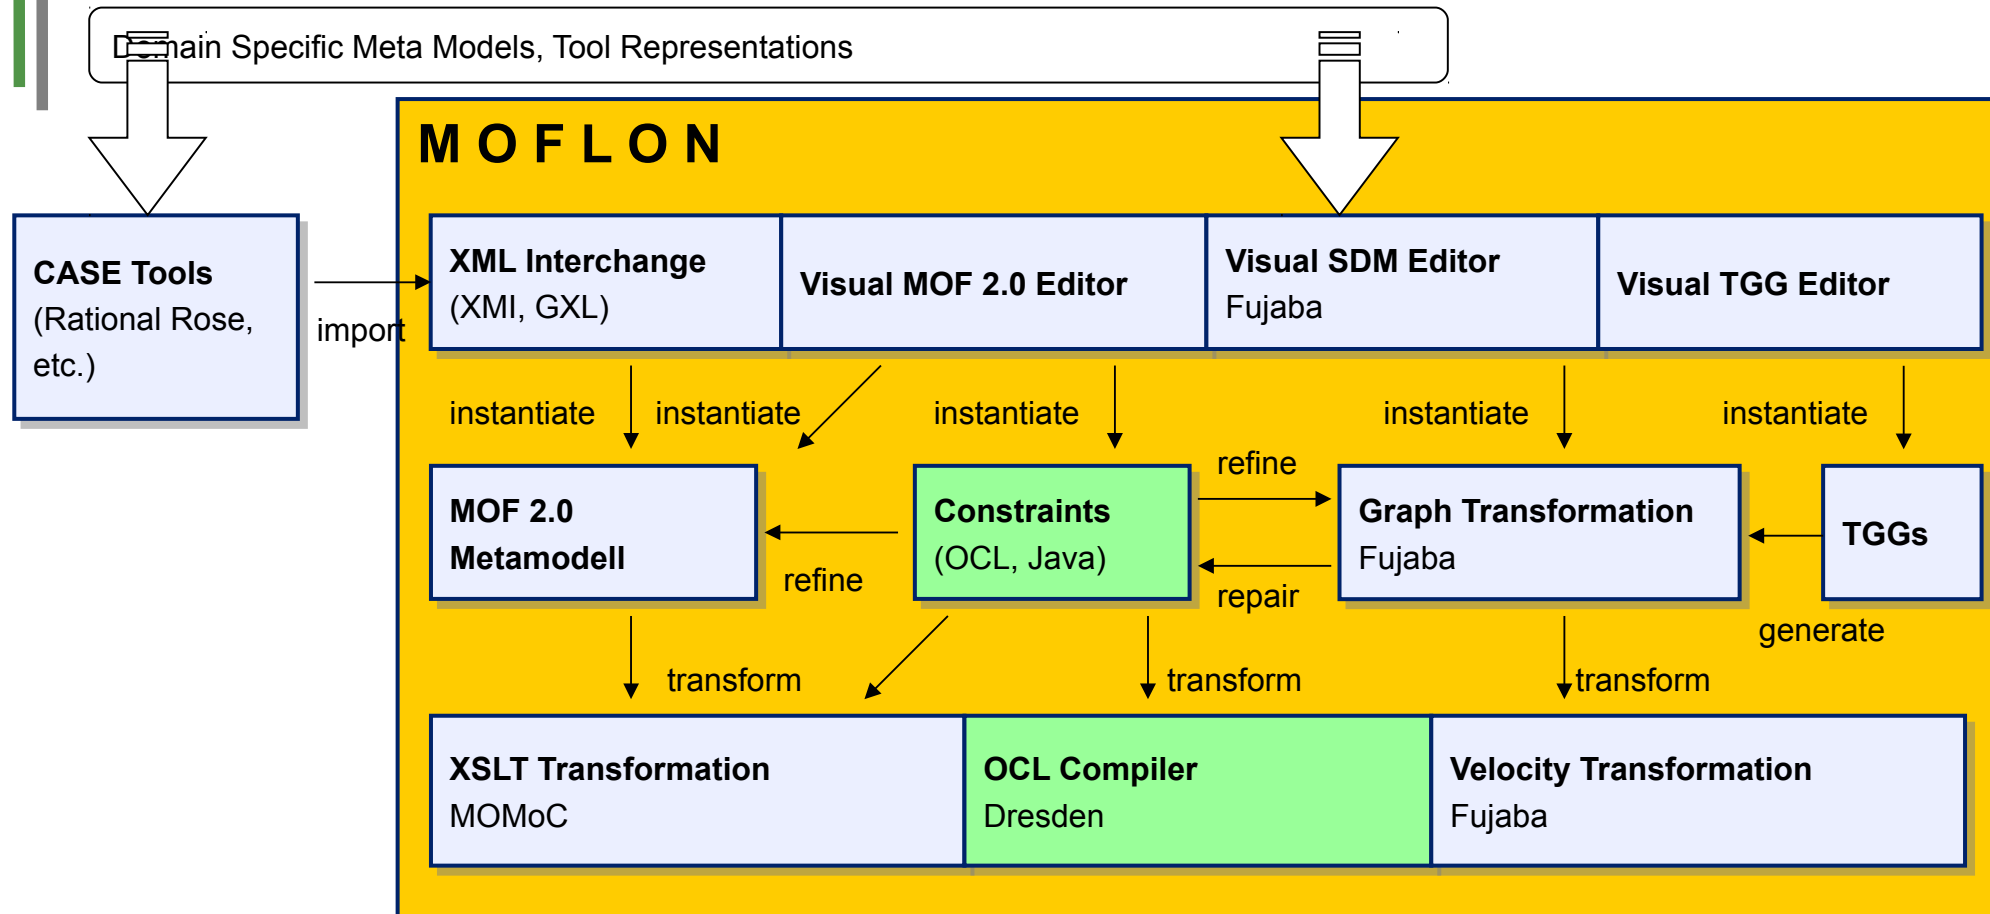 Domain Specific Meta Models, Tool Representations
M O F L O N
CASE Tools
(Rational Rose,
etc.)
import
XML Interchange
(XMI, GXL)
Visual MOF 2.0 Editor
Visual SDM Editor
Fujaba
Visual TGG Editor
instantiate
instantiate
instantiate
instantiate
instantiate
MOF 2.0
Metamodell
refine
Constraints
(OCL, Java)
refine
repair
Graph Transformation
Fujaba
TGGs
generate
transform
transform
transform
XSLT Transformation
MOMoC
OCL Compiler
Dresden
Velocity Transformation
Fujaba